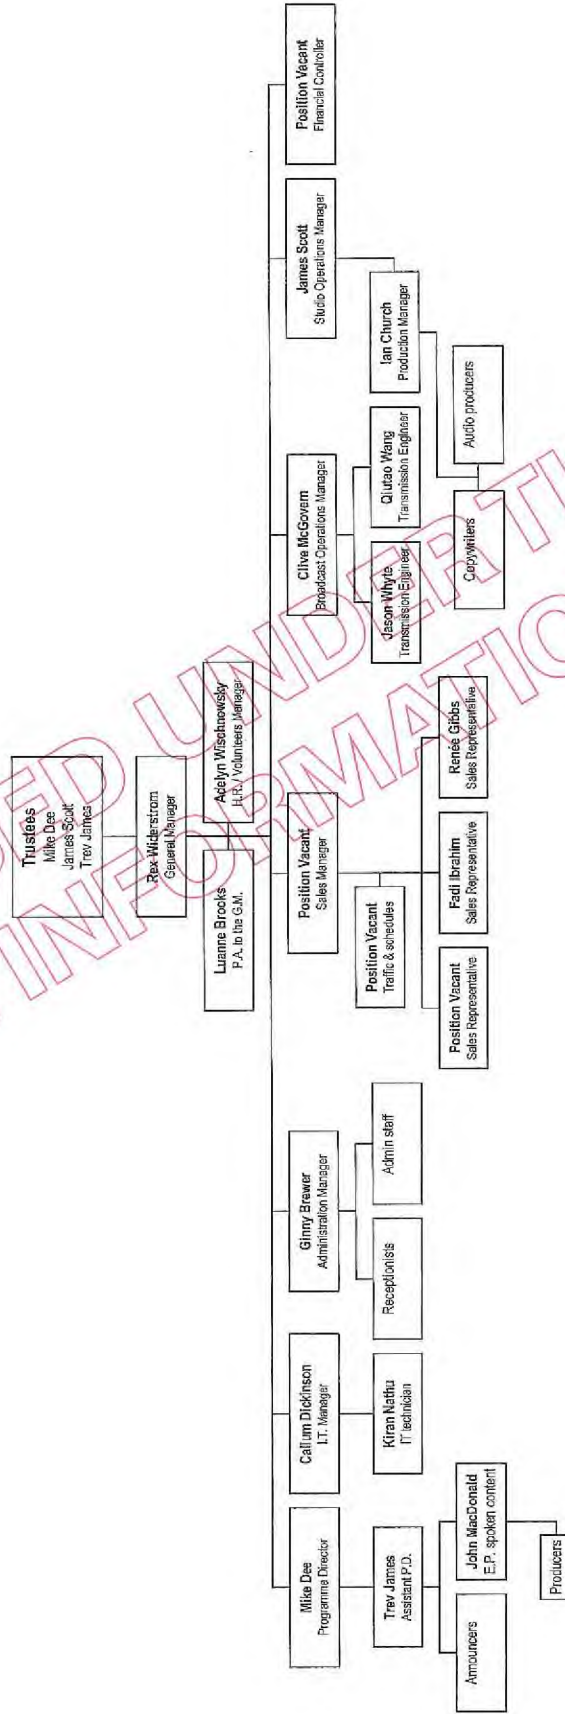 Trustees
Mike Dee
James Scott
Trev James
Rex Widerstrom
General Manager
Luanne Brooks
P.A. to the G.M.
Adelyn Wischnowsky
H.R./ Volunteers Manager
Mike Dee
Programme Director
Callum Dickinson
I.T. Manager
Ginny Brewer
Administration Manager
Position Vacant
Sales Manager
Clive McGovern
Broadcast Operations Manager
James Scott
Studio Operations Manager
Position Vacant
Financial Controller
Trev James
Assistant P.D.
Kiran Nathu
IT technician
Receptionists
Admin staff
Position Vacant
Traffic & schedules
Jason Whyte
Transmission Engineer
Qiutao Wang
Transmission Engineer
Ian Church
Production Manager
Announcers
John MacDonald
E.P. spoken content
Position Vacant
Sales Representative
Fadi Ibrahim
Sales Representative
Renée Gibbs
Sales Representative
Copywriters
Audio producers
Producers
ED UNDER T
INFORMATIO